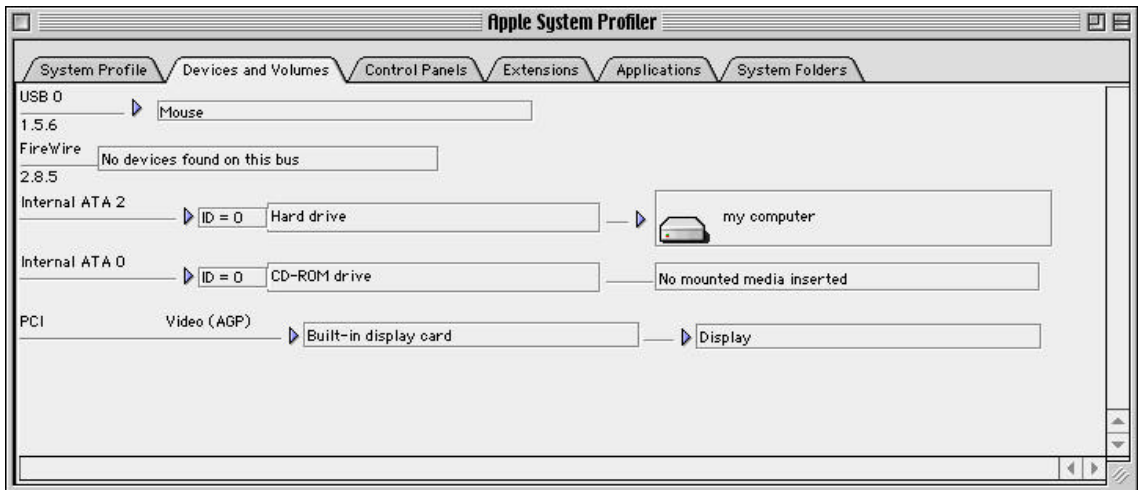 Apple System Profiler
System Profile
Devices and Volumes
Control Panels
Extensions
Applications
System Folders
USB 0
Mouse
1.5.6
FireWire
No devices found on this bus
2.8.5
Internal ATA 2
ID = 0
Hard drive
my computer
Internal ATA 0
ID = 0
CD-ROM drive
No mounted media inserted
PCI
Video (AGP)
Built-in display card
Display